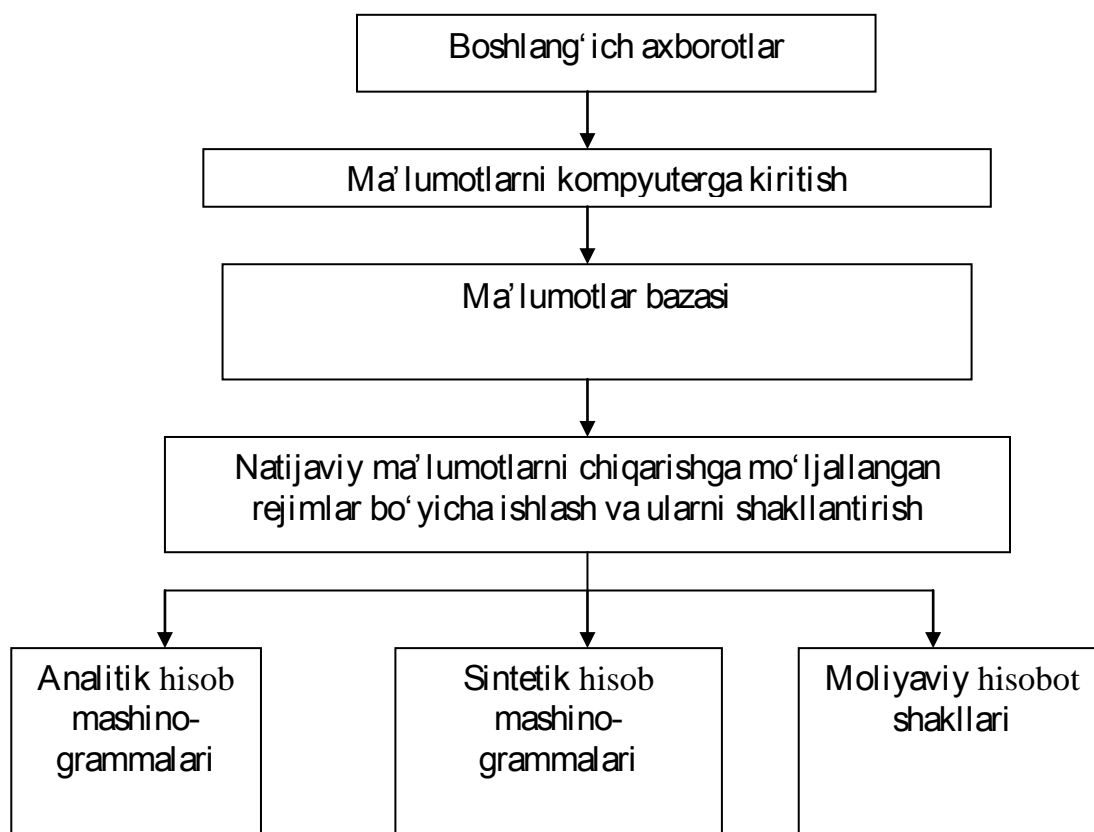 Boshlang‘ich axborotlar
Ma’lumotlarni kompyuterga kiritish
Ma’lumotlar bazasi
Natijaviy ma’lumotlarni chiqarishga mo‘ljallangan
rejimlar bo‘yicha ishlash va ularni shakllantirish
Analitik hisob
mashino-
grammalari
Sintetik hisob
mashino-
grammalari
Moliyaviy hisobot
shakllari